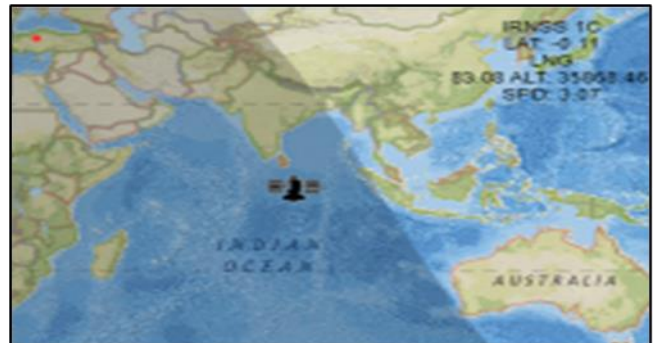 IRNSS 1C
LAT: -0.11
LNG:
83.08 ALT: 35868.46
SPD: 3.07
INDIAN
OCEAN
AUSTRALIA